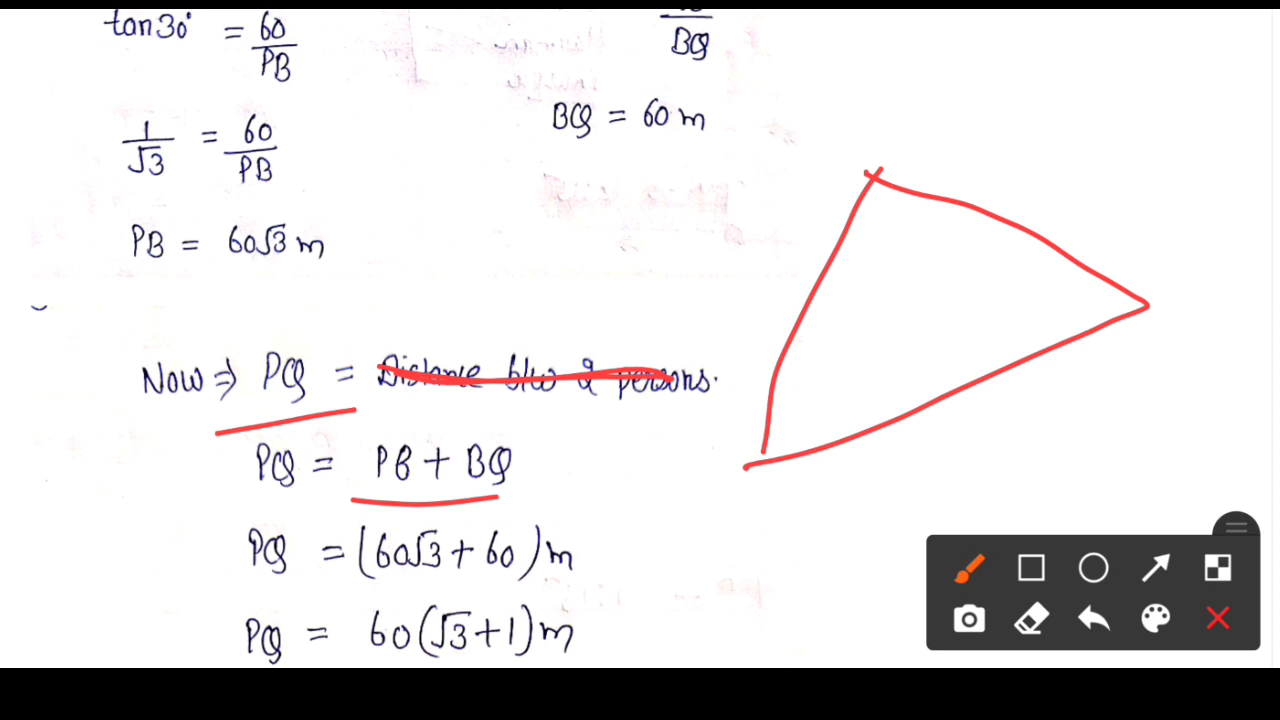 tan30° = 60/PB
BQ
1/√3 = 60/PB
BQ = 60 m
PB = 60√3 m
Now ⇒ PQ = Distance b/w 2 persons.
PQ = PB + BQ
PQ = (60√3 + 60) m
PQ = 60(√3+1) m